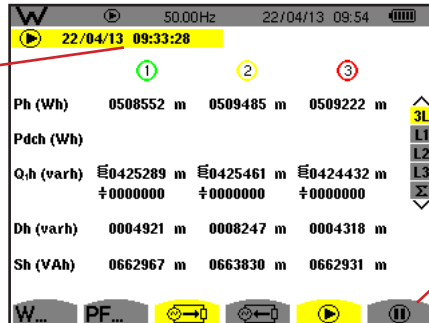 W 50.00Hz 22/04/13 09:54
22/04/13 09:33:28
1 2 3
Ph (Wh) 0508552 m 0509485 m 0509222 m
3L
Pdch (Wh)
L1
L2
Q₁h (varh) 0425289 m 0425461 m 0424432 m
L3
÷0000000 ÷0000000 ÷0000000
Σ
Dh (varh) 0004921 m 0008247 m 0004318 m
Sh (VAh) 0662967 m 0663830 m 0662931 m
W... PF...